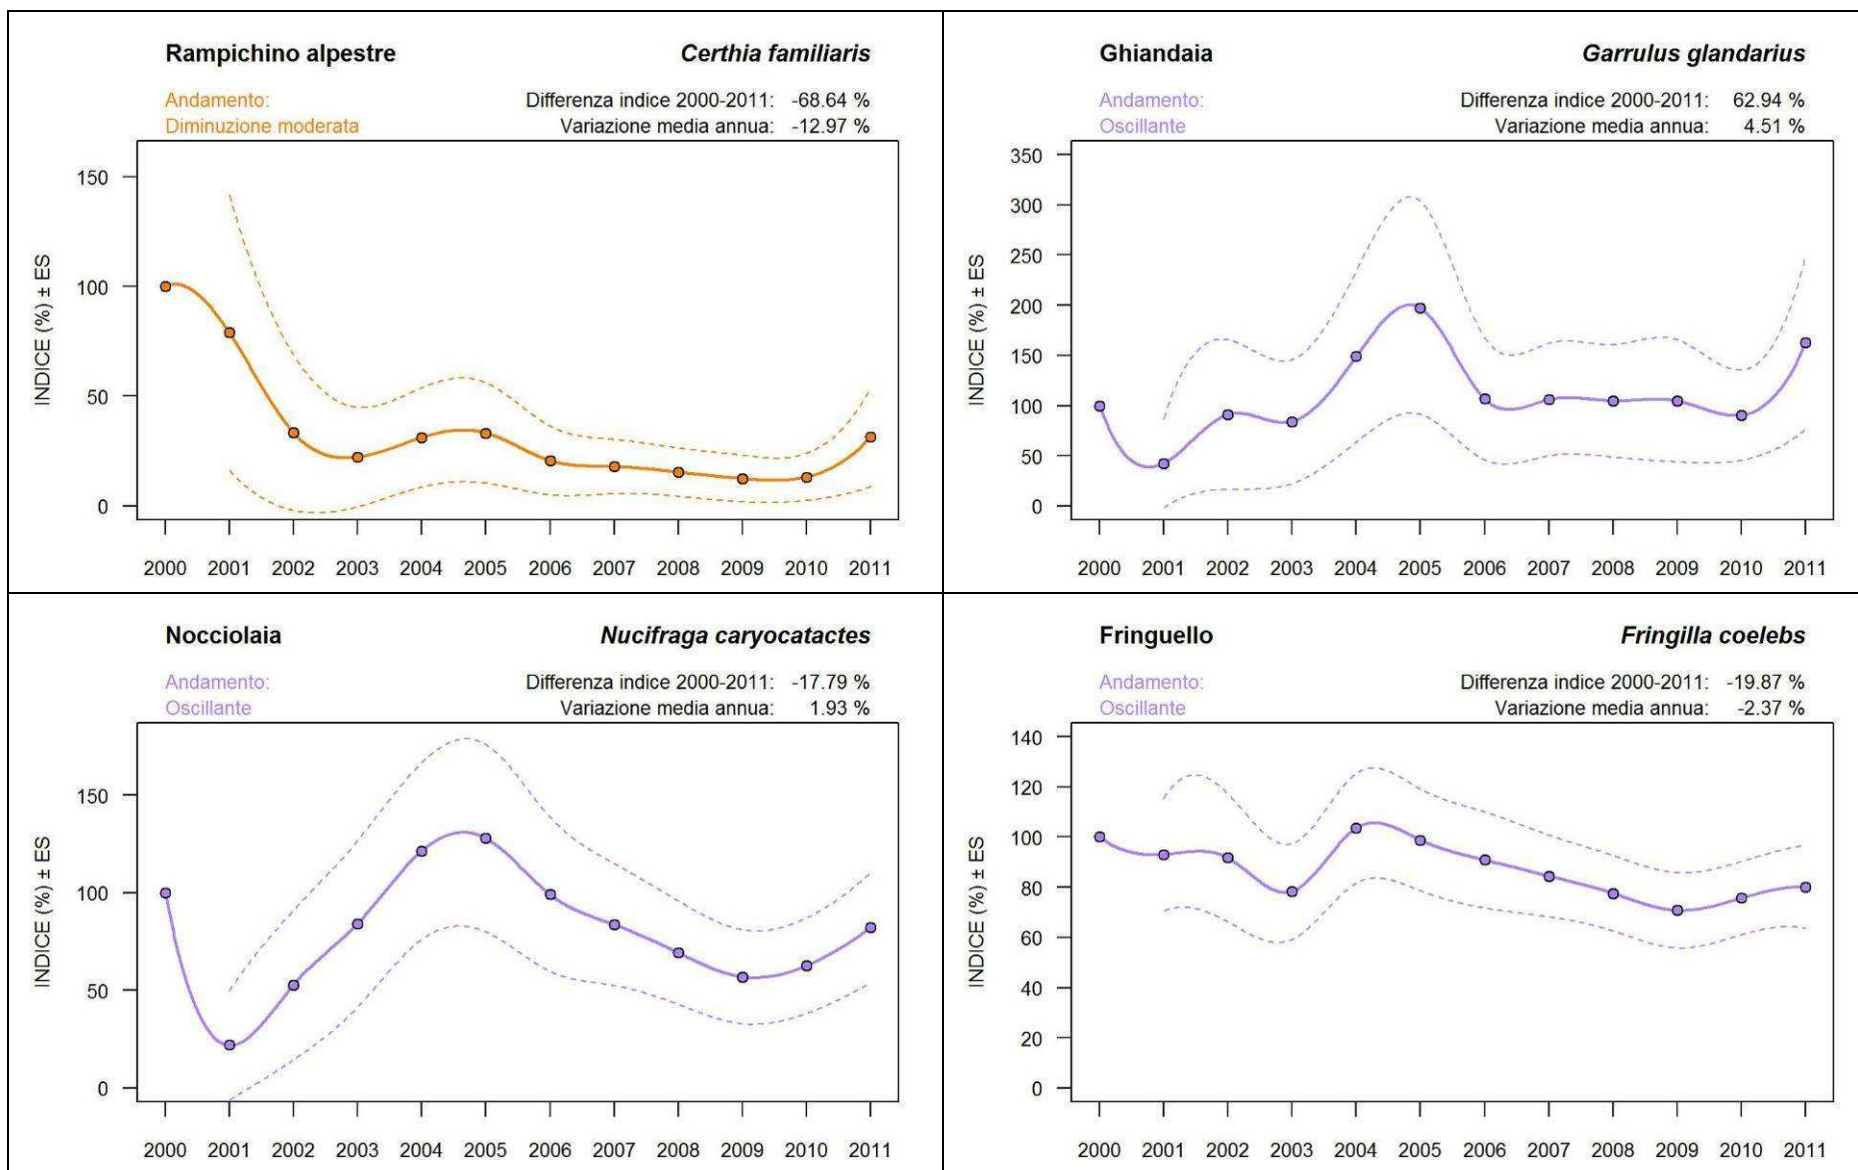 Rampichino alpestre Certhia familiaris
Andamento: Differenza indice 2000-2011: -68.64 %
Diminuzione moderata Variazione media annua: -12.97 %
INDICE (%) ± ES
150
100
50
0
2000 2001 2002 2003 2004 2005 2006 2007 2008 2009 2010 2011
Ghiandaia Garrulus glandarius
Andamento: Differenza indice 2000-2011: 62.94 %
Oscillante Variazione media annua: 4.51 %
INDICE (%) ± ES
350
300
250
200
150
100
50
0
2000 2001 2002 2003 2004 2005 2006 2007 2008 2009 2010 2011
Nocciolaia Nucifraga caryocatactes
Andamento: Differenza indice 2000-2011: -17.79 %
Oscillante Variazione media annua: 1.93 %
INDICE (%) ± ES
150
100
50
0
2000 2001 2002 2003 2004 2005 2006 2007 2008 2009 2010 2011
Fringuello Fringilla coelebs
Andamento: Differenza indice 2000-2011: -19.87 %
Oscillante Variazione media annua: -2.37 %
INDICE (%) ± ES
140
120
100
80
60
40
20
0
2000 2001 2002 2003 2004 2005 2006 2007 2008 2009 2010 2011